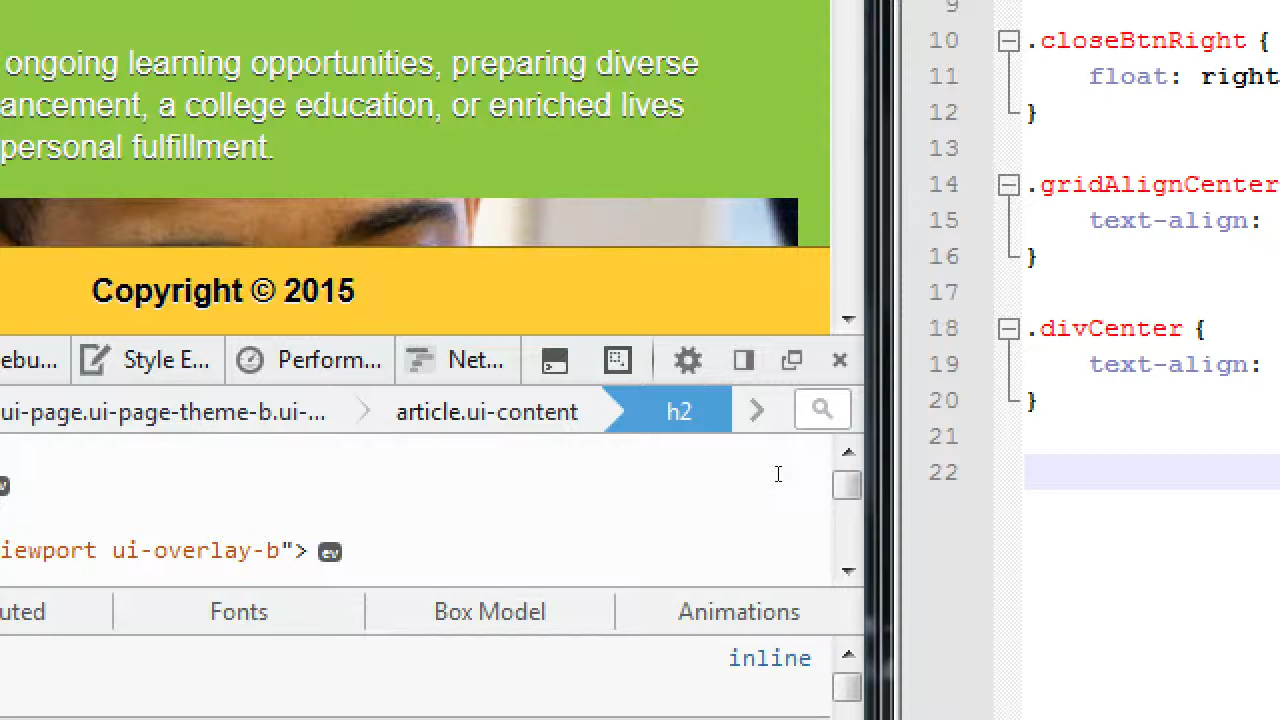 ongoing learning opportunities, preparing diverse
ancement, a college education, or enriched lives
personal fulfillment.
Copyright © 2015
ebu... Style E... Perform... Net...
ui-page.ui-page-theme-b.ui-... article.ui-content h2
ev
iewport ui-overlay-b"> ev
uted Fonts Box Model Animations
inline
9
10 .closeBtnRight {
11 float: right
12 }
13
14 .gridAlignCenter
15 text-align:
16 }
17
18 .divCenter {
19 text-align:
20 }
21
22